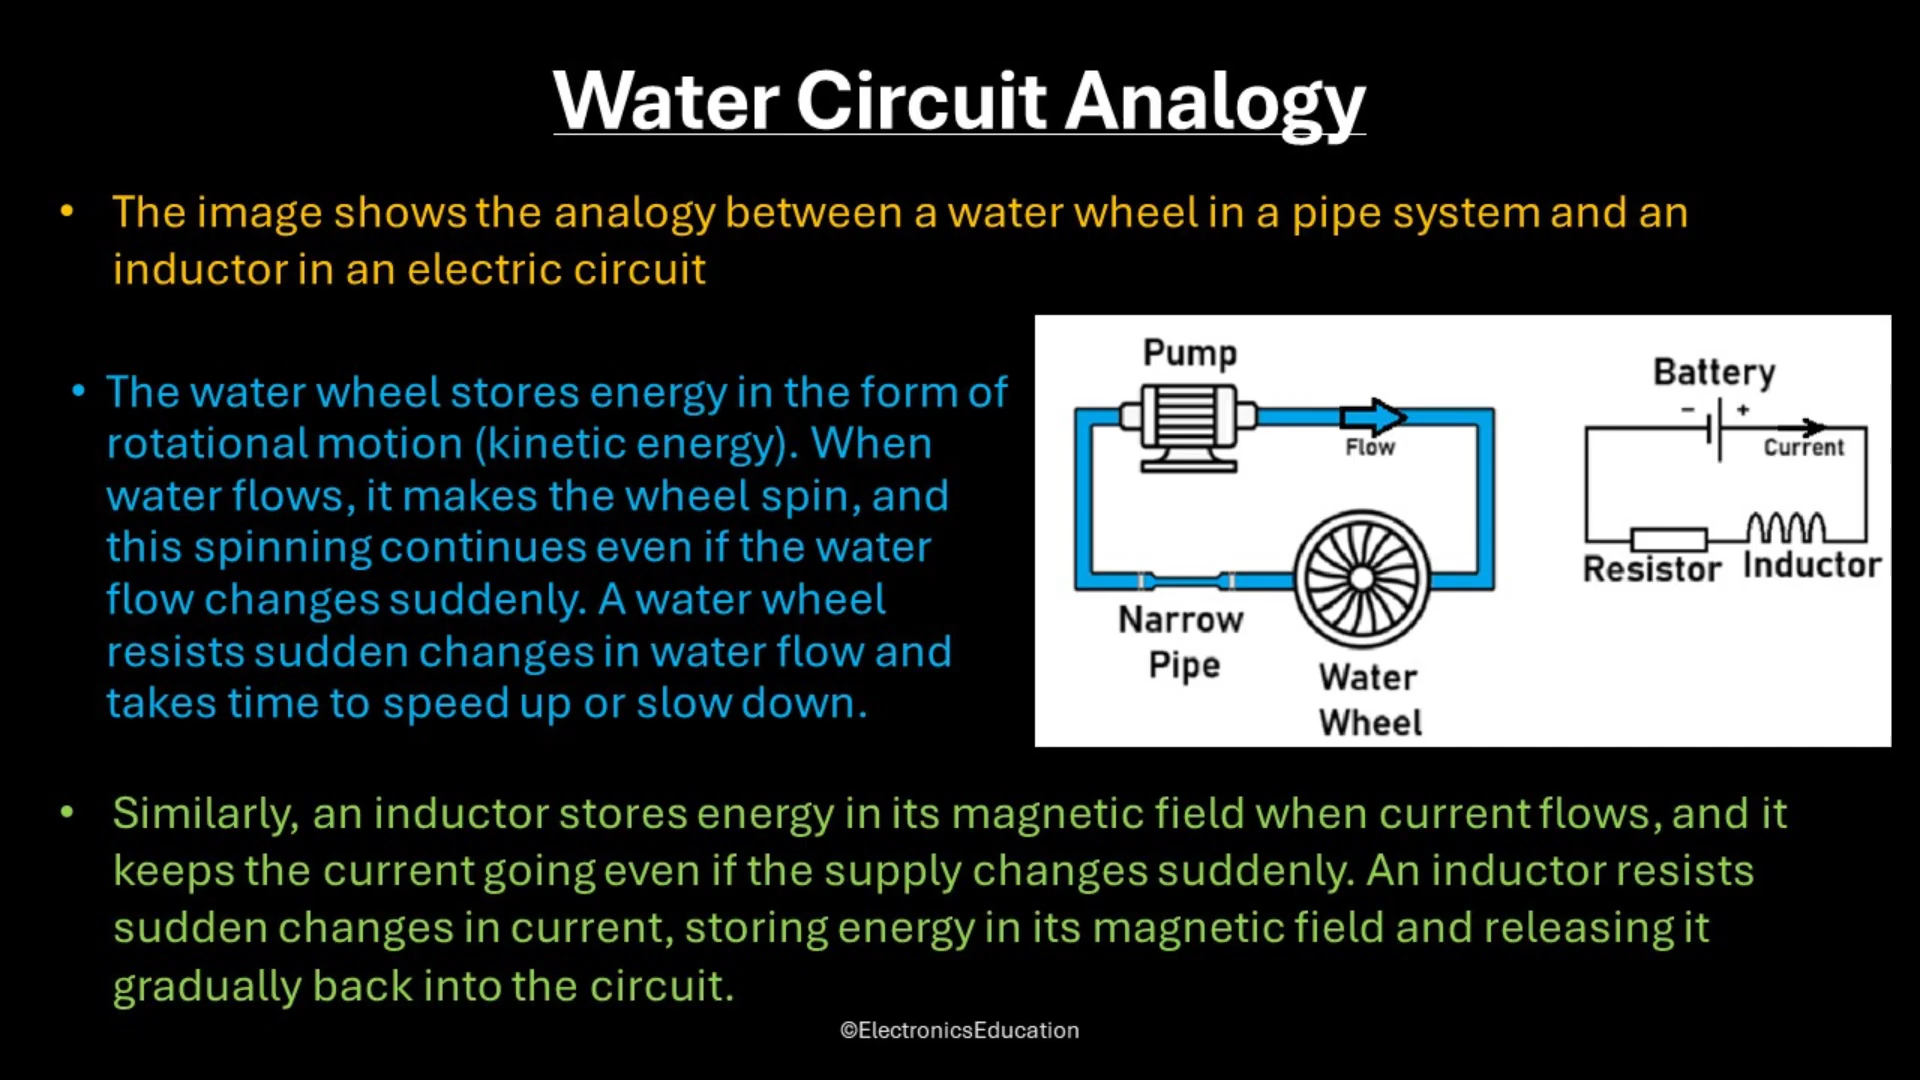 Water Circuit Analogy
• The image shows the analogy between a water wheel in a pipe system and an
inductor in an electric circuit
• The water wheel stores energy in the form of
rotational motion (kinetic energy). When
water flows, it makes the wheel spin, and
this spinning continues even if the water
flow changes suddenly. A water wheel
resists sudden changes in water flow and
takes time to speed up or slow down.
Pump
Flow
Narrow
Pipe
Water
Wheel
Battery
- +
Current
Resistor
Inductor
• Similarly, an inductor stores energy in its magnetic field when current flows, and it
keeps the current going even if the supply changes suddenly. An inductor resists
sudden changes in current, storing energy in its magnetic field and releasing it
gradually back into the circuit.
©ElectronicsEducation